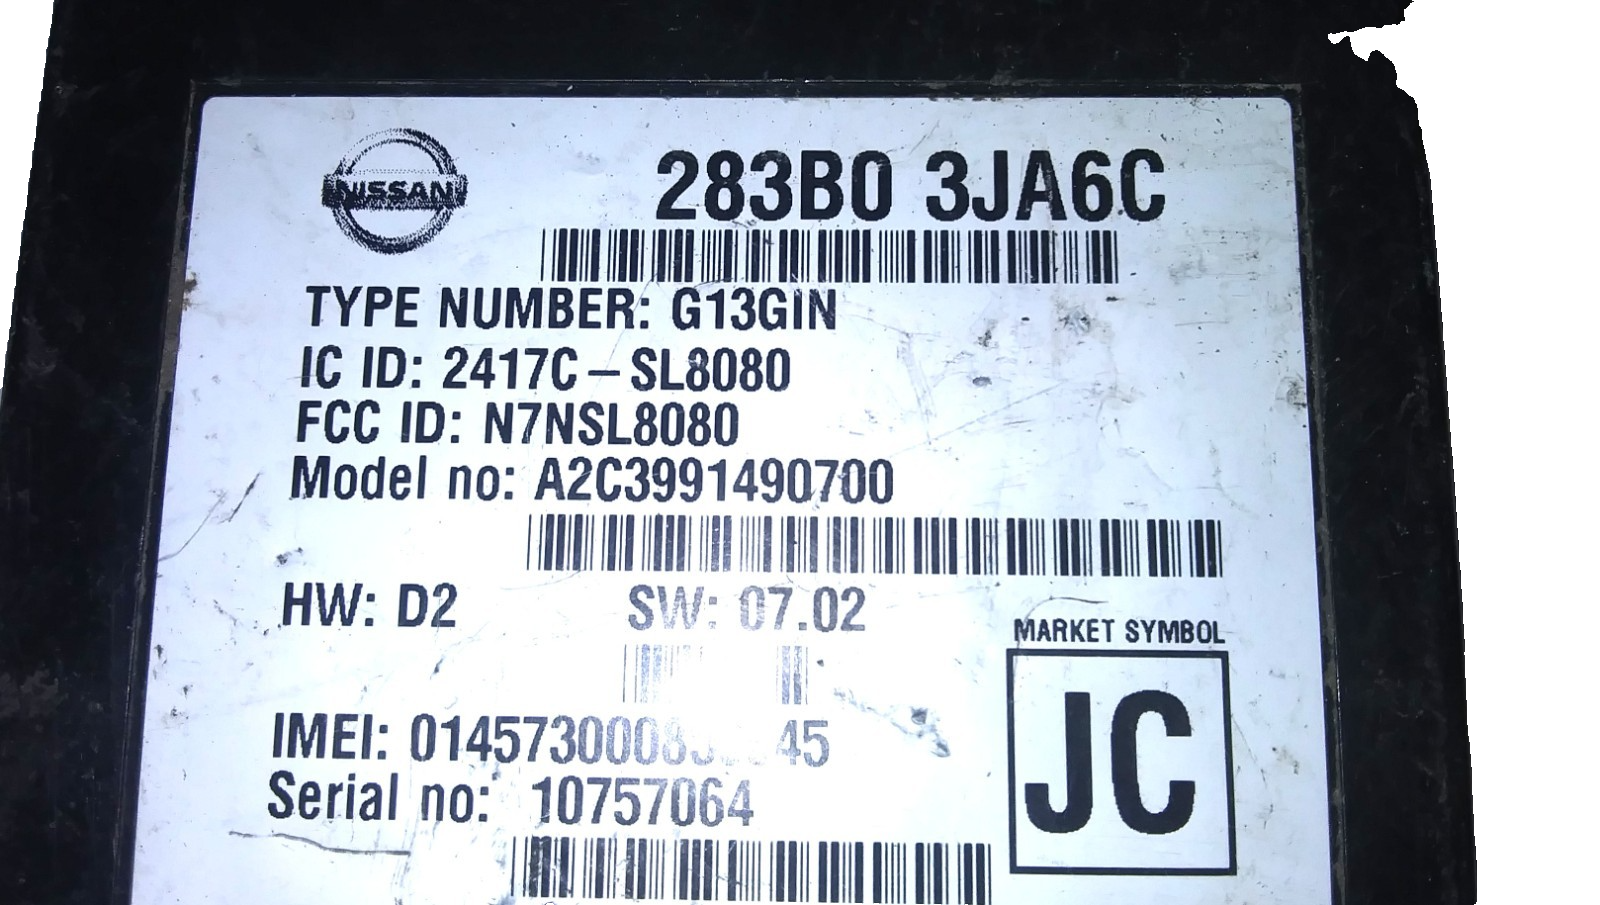 NISSAN
283B0 3JA6C
TYPE NUMBER: G13GIN
IC ID: 2417C-SL8080
FCC ID: N7NSL8080
Model no: A2C3991490700
HW: D2 SW: 07.02
MARKET SYMBOL
JC
IMEI:
Serial no: 10757064